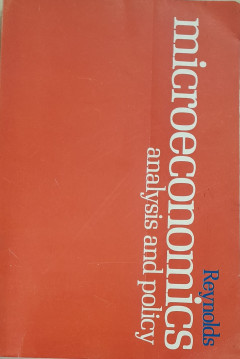 Reynolds
microeconomics
analysis and policy